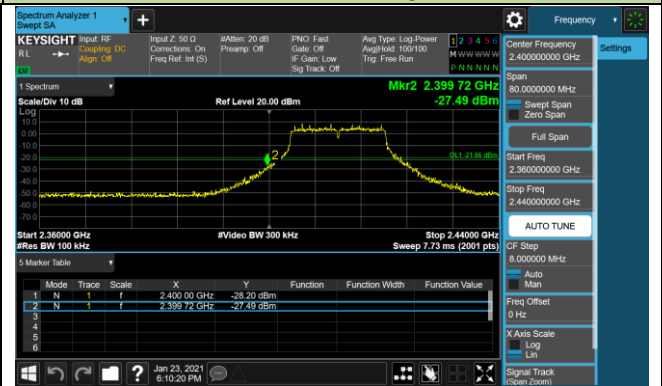 Spectrum Analyzer 1
Swept SA
Frequency
KEYSIGHT
RL
Input: RF
Coupling: DC
Align: Off
Input Z: 50 Ω
Corrections: On
Freq Ref: Int (S)
#Atten: 20 dB
Preamp: Off
PNO: Fast
Gate: Off
IF Gain: Low
Sig Track: Off
Avg Type: Log-Power
Avg|Hold: 100/100
Trig: Free Run
1 2 3 4 5 6
M W W W W W
P N N N N N
Center Frequency
2.400000000 GHz
Settings
Span
80.0000000 MHz
Swept Span
Zero Span
Full Span
Start Freq
2.360000000 GHz
Stop Freq
2.440000000 GHz
AUTO TUNE
CF Step
8.000000 MHz
Auto
Man
Freq Offset
0 Hz
X Axis Scale
Log
Lin
Signal Track
(Span Zoom)
1 Spectrum
Scale/Div 10 dB
Ref Level 20.00 dBm
Mkr2 2.399 72 GHz
-27.49 dBm
Log
10.0
0.00
-10.0
-20.0
-30.0
-40.0
-50.0
-60.0
-70.0
2
DL1 -21.66 dBm
Start 2.36000 GHz
#Res BW 100 kHz
#Video BW 300 kHz
Stop 2.44000 GHz
Sweep 7.73 ms (2001 pts)
5 Marker Table
Mode Trace Scale X Y Function Function Width Function Value
1 N 1 f 2.400 00 GHz -28.20 dBm
2 N 1 f 2.399 72 GHz -27.49 dBm
3
4
5
6
?
Jan 23, 2021
6:10:20 PM